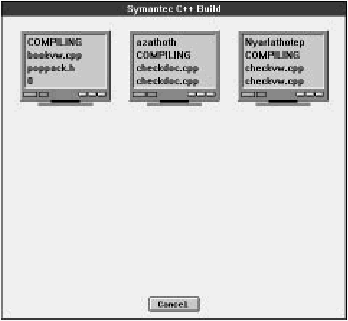 Symantec C++ Build
COMPILING
bookvw.cpp
poppack.h
0
azathoth
COMPILING
checkdoc.cpp
checkdoc.cpp
Nyarlathotep
COMPILING
checkvw.cpp
checkvw.cpp
Cancel